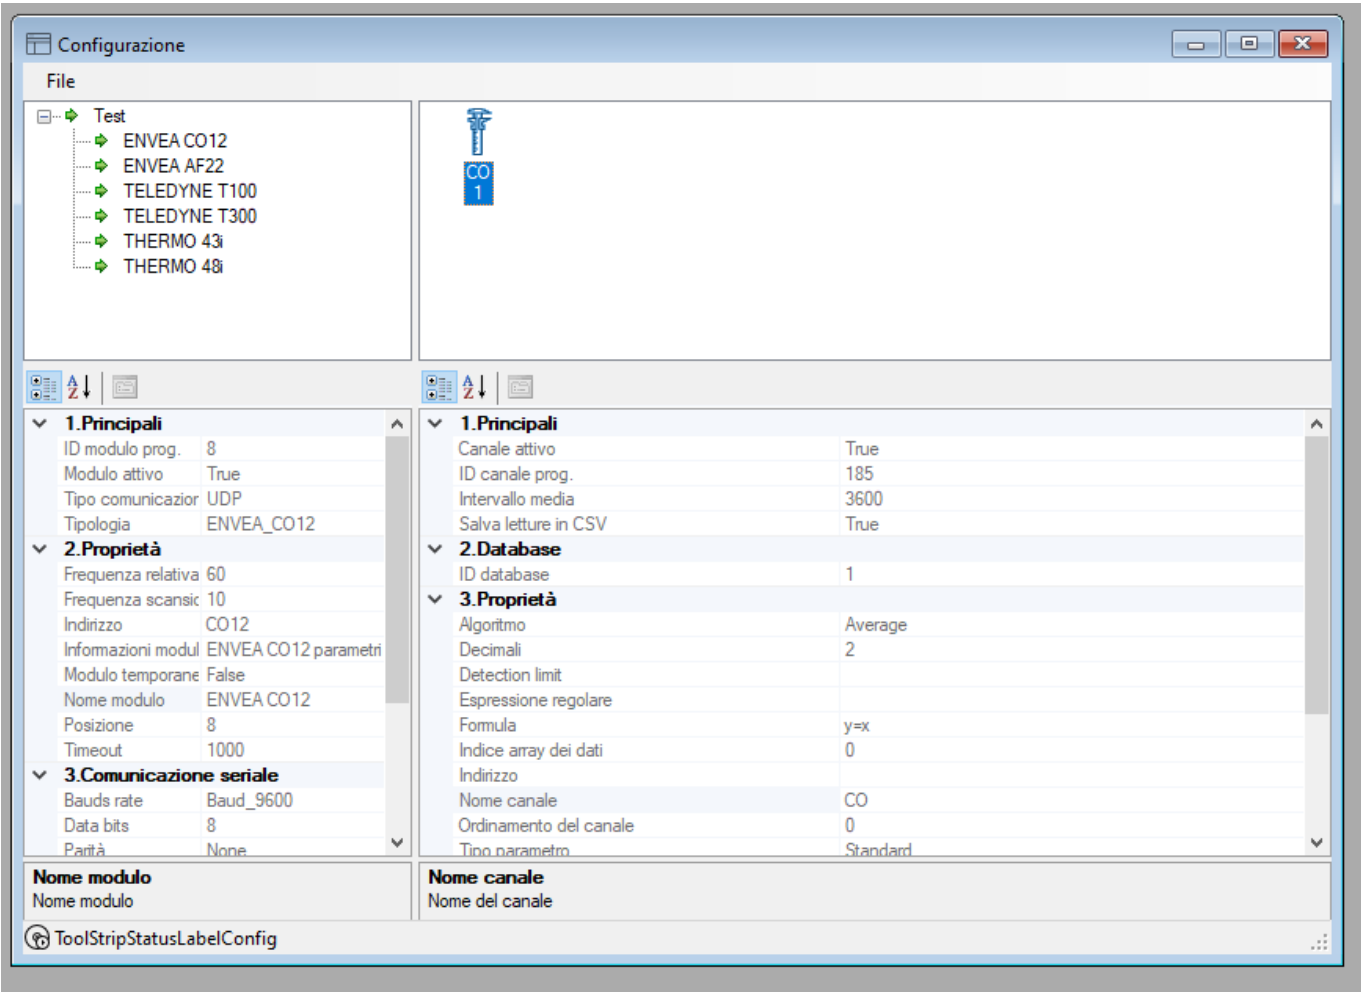 Configurazione
File
Test
ENVEA CO12
ENVEA AF22
TELEDYNE T100
TELEDYNE T300
THERMO 43i
THERMO 48i
CO
1
1.Principali
ID modulo prog. 8
Modulo attivo True
Tipo comunicazior UDP
Tipologia ENVEA_CO12
2.Proprietà
Frequenza relativa 60
Frequenza scansic 10
Indirizzo CO12
Informazioni modul ENVEA CO12 parametri
Modulo temporane False
Nome modulo ENVEA CO12
Posizione 8
Timeout 1000
3.Comunicazione seriale
Bauds rate Baud_9600
Data bits 8
Parità None
Nome modulo
Nome modulo
1.Principali
Canale attivo True
ID canale prog. 185
Intervallo media 3600
Salva letture in CSV True
2.Database
ID database 1
3.Proprietà
Algoritmo Average
Decimali 2
Detection limit
Espressione regolare
Formula y=x
Indice array dei dati 0
Indirizzo
Nome canale CO
Ordinamento del canale 0
Tipo parametro Standard
Nome canale
Nome del canale
ToolStripStatusLabelConfig